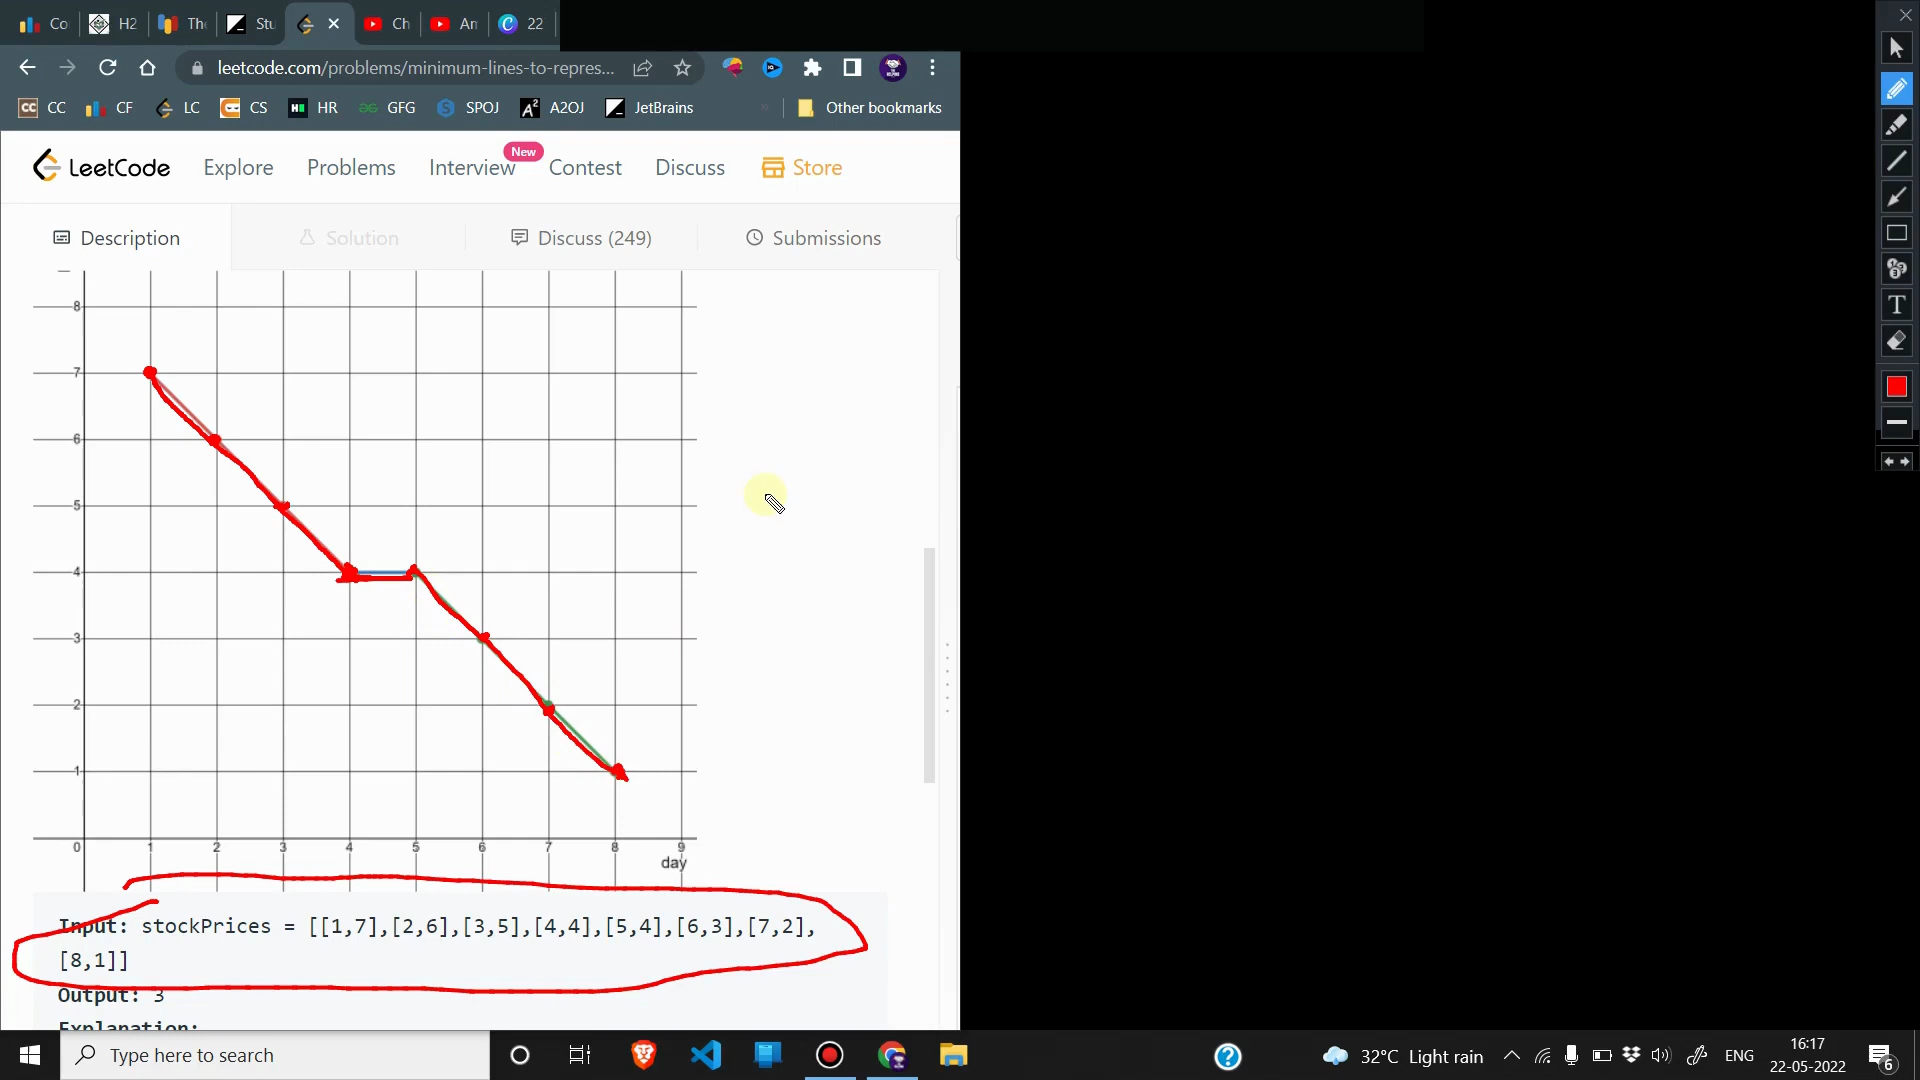 Co
H2
Th
Stu
Ch
An
22
leetcode.com/problems/minimum-lines-to-repres...
CC CC CF LC CS HR GFG SPOJ A2OJ JetBrains » Other bookmarks
LeetCode Explore Problems Interview New Contest Discuss Store
Description Solution Discuss (249) Submissions
8
7
6
5
4
3
2
1
0 1 2 3 4 5 6 7 8 9
day
Input: stockPrices = [[1,7],[2,6],[3,5],[4,4],[5,4],[6,3],[7,2],
[8,1]]
Output: 3
Explanation:
T
Type here to search
32°C Light rain
ENG
16:17
22-05-2022
6